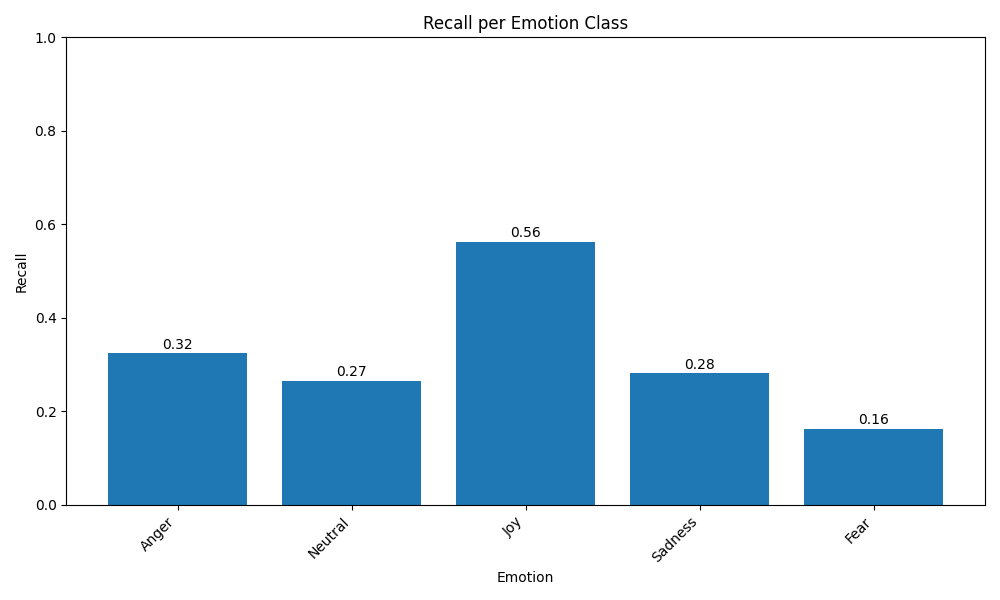 Recall per Emotion Class
1.0
0.8
0.6
0.4
0.2
0.0
Recall
0.32
0.27
0.56
0.28
0.16
Anger
Neutral
Joy
Sadness
Fear
Emotion